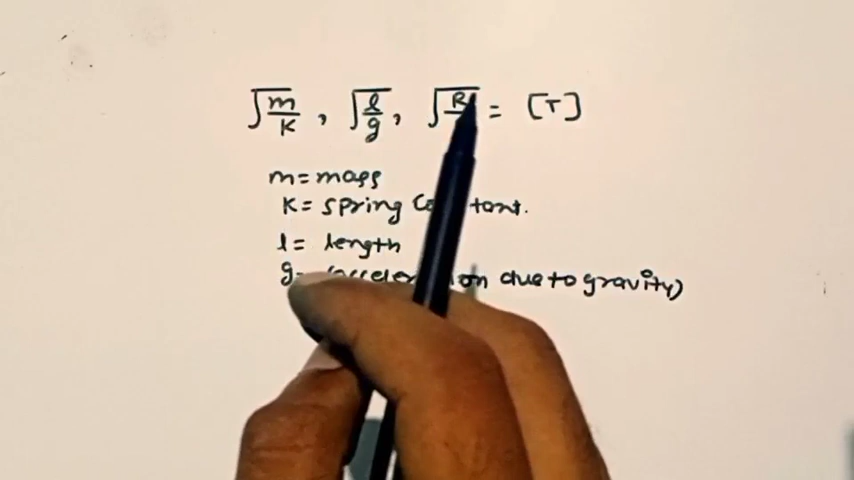 √m/K , √l/g , √R = [T]
m = mass
K = spring
l = length
g = due to gravity)